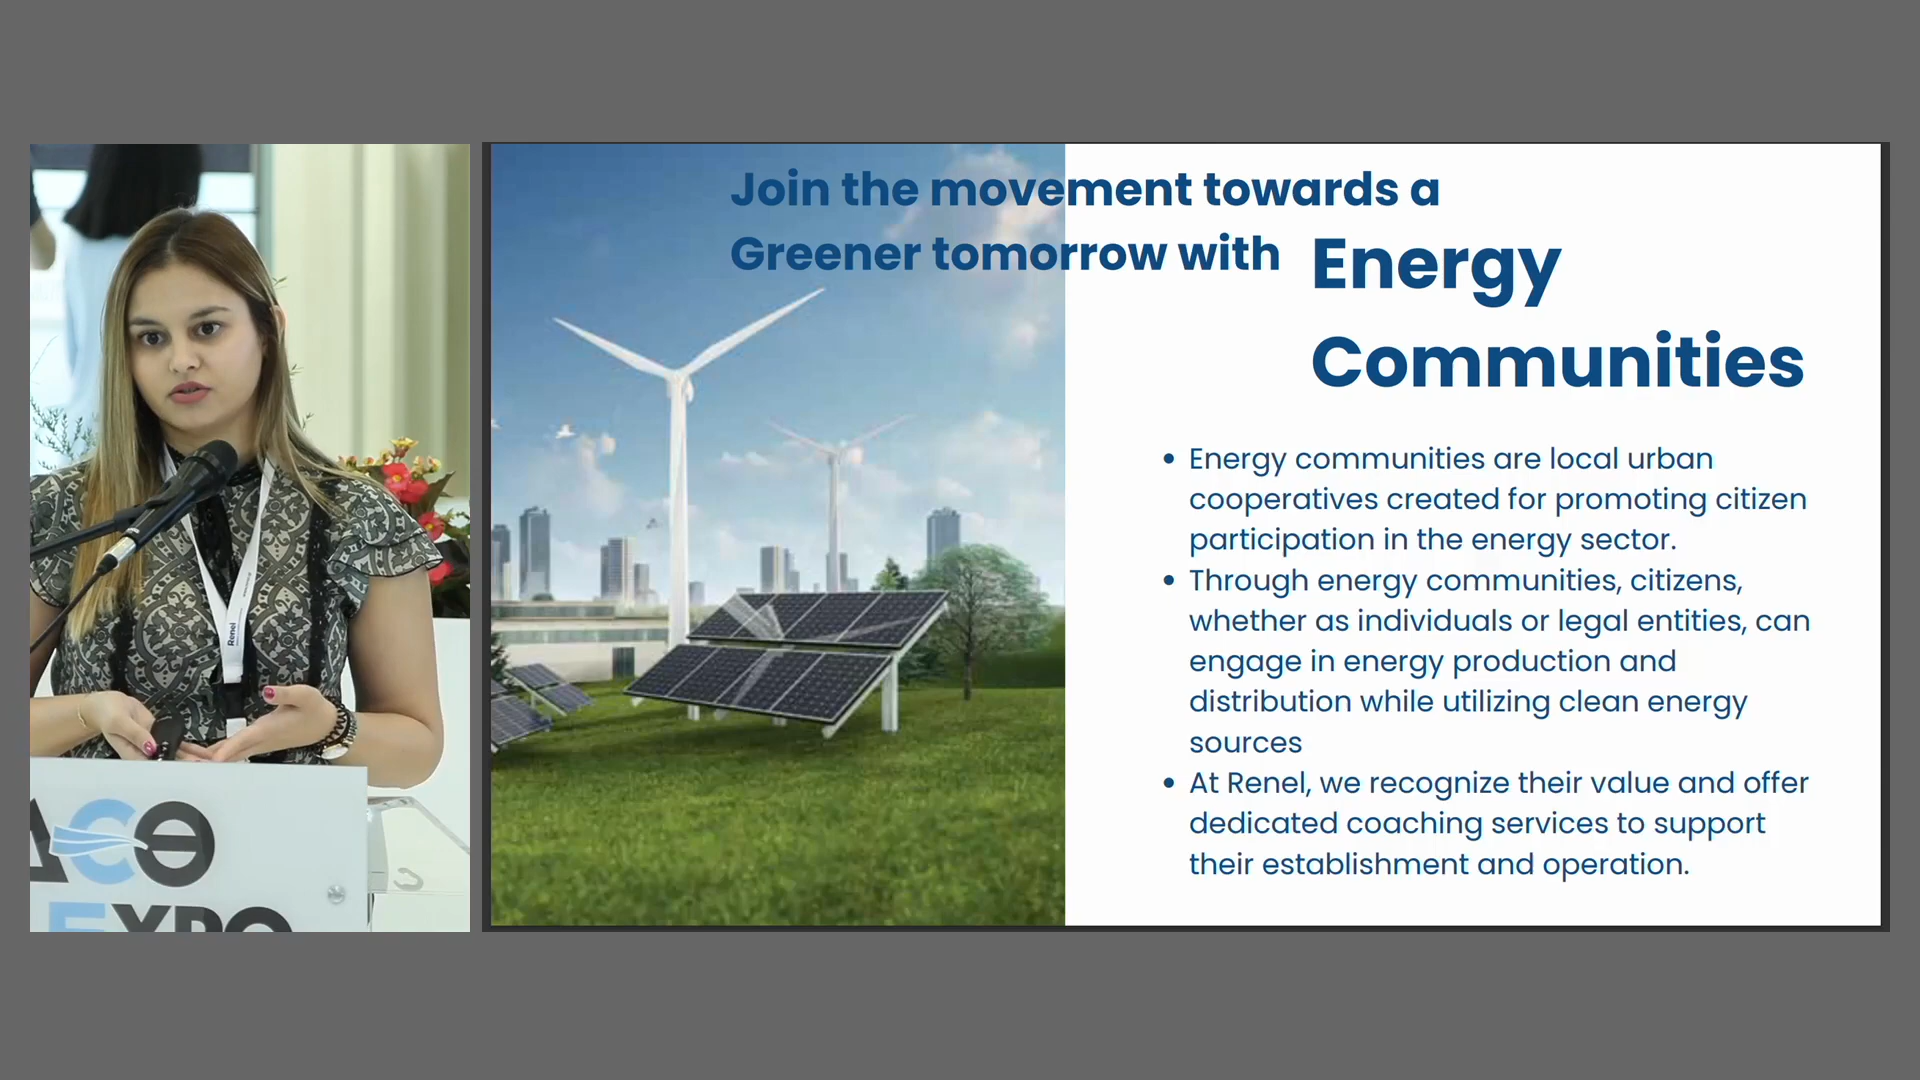 Join the movement towards a
Greener tomorrow with
Energy
Communities
• Energy communities are local urban
cooperatives created for promoting citizen
participation in the energy sector.
• Through energy communities, citizens,
whether as individuals or legal entities, can
engage in energy production and
distribution while utilizing clean energy
sources
• At Renel, we recognize their value and offer
dedicated coaching services to support
their establishment and operation.
Renel
ΔСΘ
EXPO